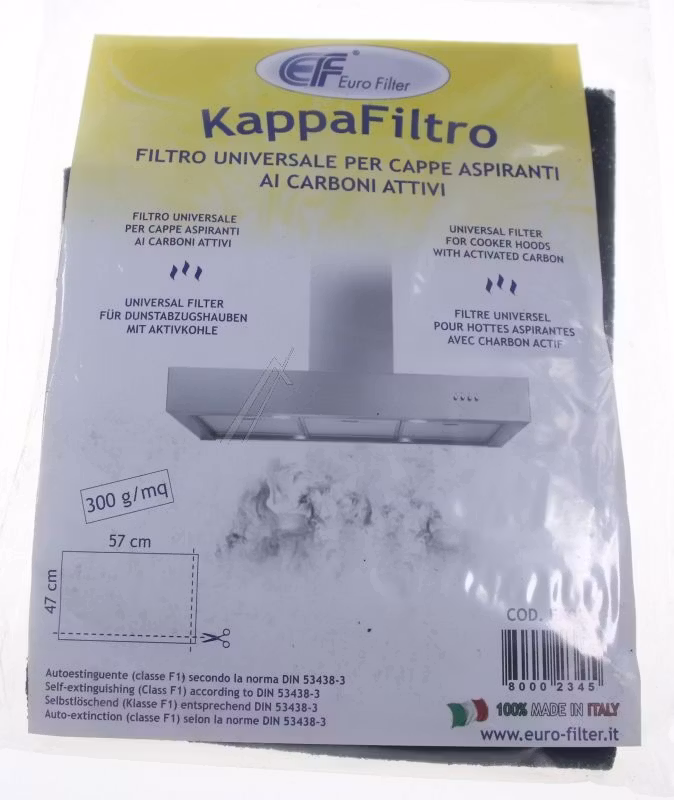 EF®
Euro Filter
KappaFiltro
FILTRO UNIVERSALE PER CAPPE ASPIRANTI
AI CARBONI ATTIVI
FILTRO UNIVERSALE
PER CAPPE ASPIRANTI
AI CARBONI ATTIVI
UNIVERSAL FILTER
FÜR DUNSTABZUGSHAUBEN
MIT AKTIVKOHLE
UNIVERSAL FILTER
FOR COOKER HOODS
WITH ACTIVATED CARBON
FILTRE UNIVERSEL
POUR HOTTES ASPIRANTES
AVEC CHARBON ACTIF
300 g/mq
57 cm
47 cm
Autoestinguente (classe F1) secondo la norma DIN 53438-3
Self-extinguishing (Class F1) according to DIN 53438-3
Selbstlöschend (Klasse F1) entsprechend DIN 53438-3
Auto-extinction (classe F1) selon la norme DIN 53438-3
COD.
8000 2345
100% MADE IN ITALY
www.euro-filter.it